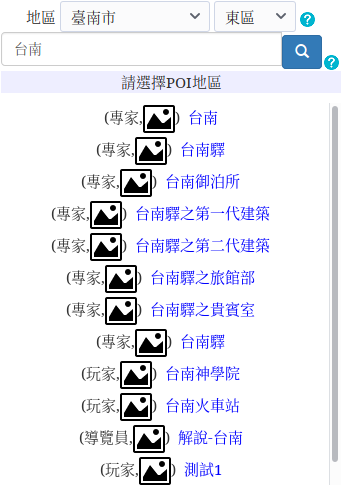 地區 臺南市 東區 ?
台南 ?
請選擇POI地區
(專家,) 台南
(專家,) 台南驛
(專家,) 台南御泊所
(專家,) 台南驛之第一代建築
(專家,) 台南驛之第二代建築
(專家,) 台南驛之旅館部
(專家,) 台南驛之貴賓室
(專家,) 台南驛
(玩家,) 台南神學院
(玩家,) 台南火車站
(導覽員,) 解說-台南
(玩家,) 測試1